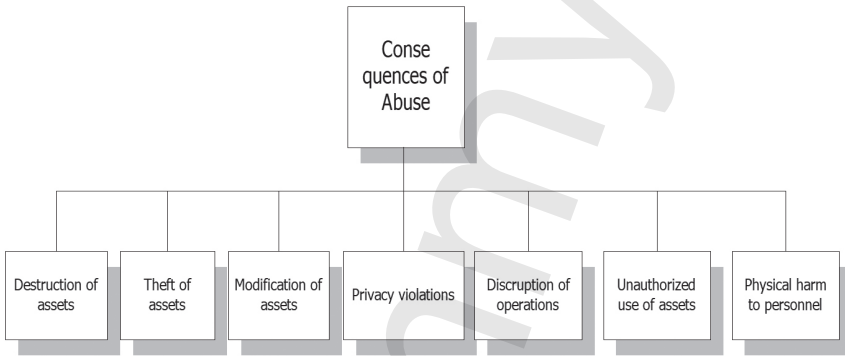 Conse
quences of
Abuse
Destruction of
assets
Theft of
assets
Modification of
assets
Privacy violations
Discruption of
operations
Unauthorized
use of assets
Physical harm
to personnel